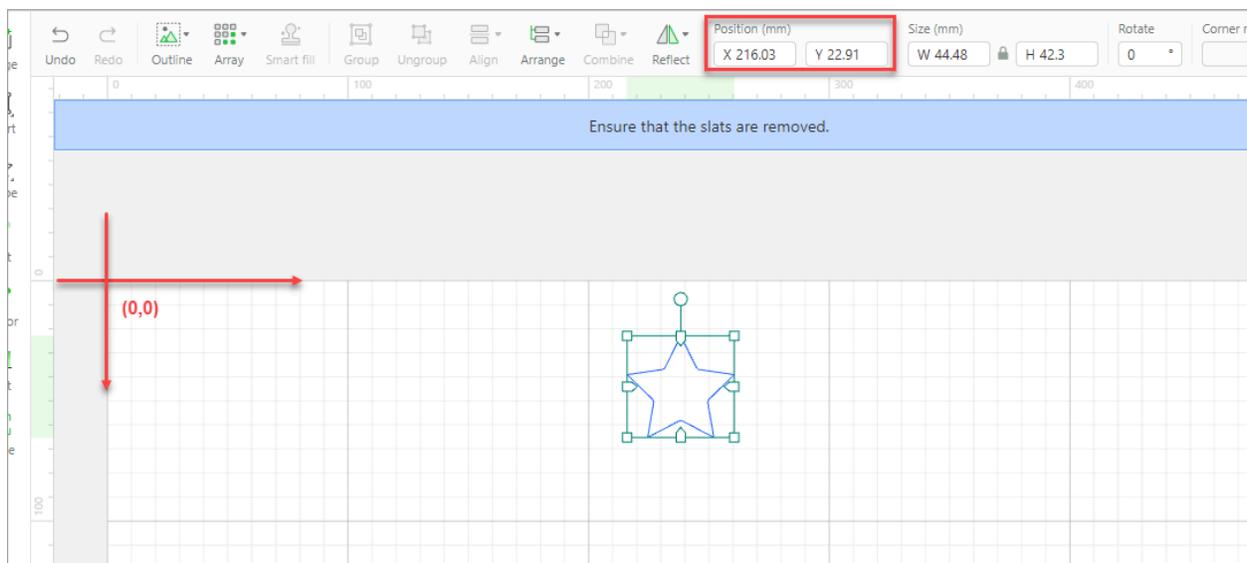 Position (mm)
Size (mm)
Rotate
Corner
X 216.03
Y 22.91
W 44.48
H 42.3
0 °
Undo
Redo
Outline
Array
Smart fill
Group
Ungroup
Align
Arrange
Combine
Reflect
0
100
200
300
400
Ensure that the slats are removed.
0
(0,0)
100